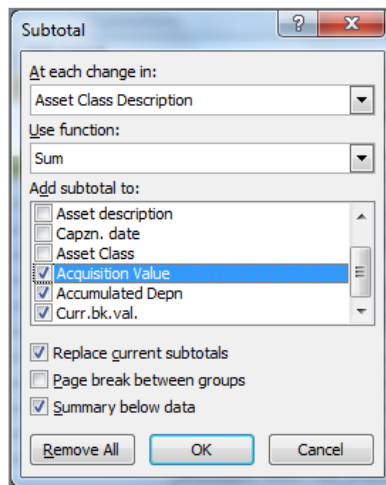 Subtotal
At each change in:
Asset Class Description
Use function:
Sum
Add subtotal to:
Asset description
Capzn. date
Asset Class
Acquisition Value
Accumulated Depn
Curr.bk.val.
Replace current subtotals
Page break between groups
Summary below data
Remove All OK Cancel